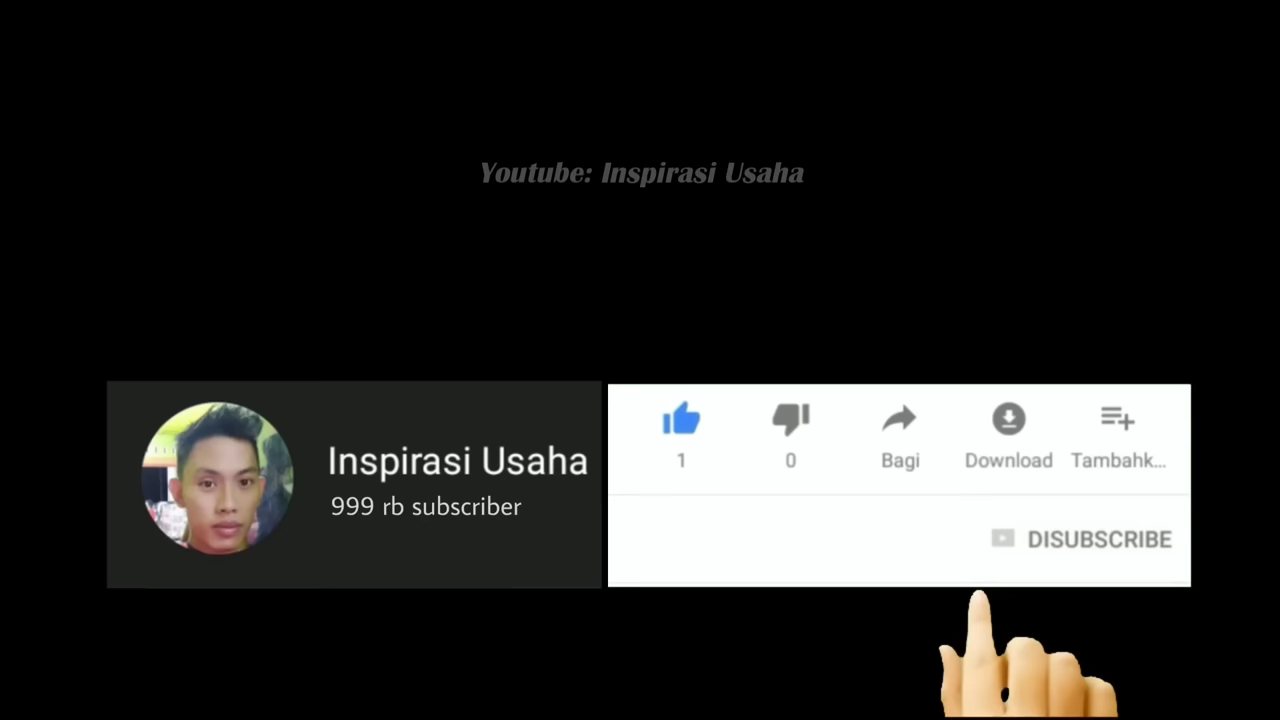 Youtube: Inspirasi Usaha
Inspirasi Usaha
999 rb subscriber
1 0 Bagi Download Tambahk...
DISUBSCRIBE